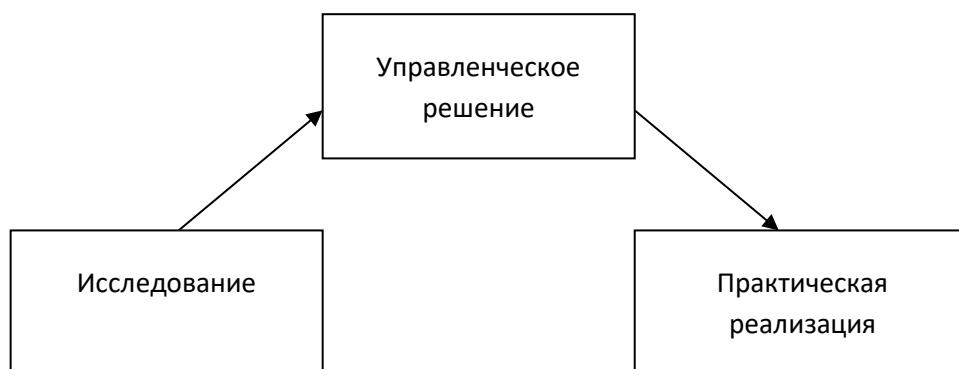 Управленческое
решение
Исследование
Практическая
реализация